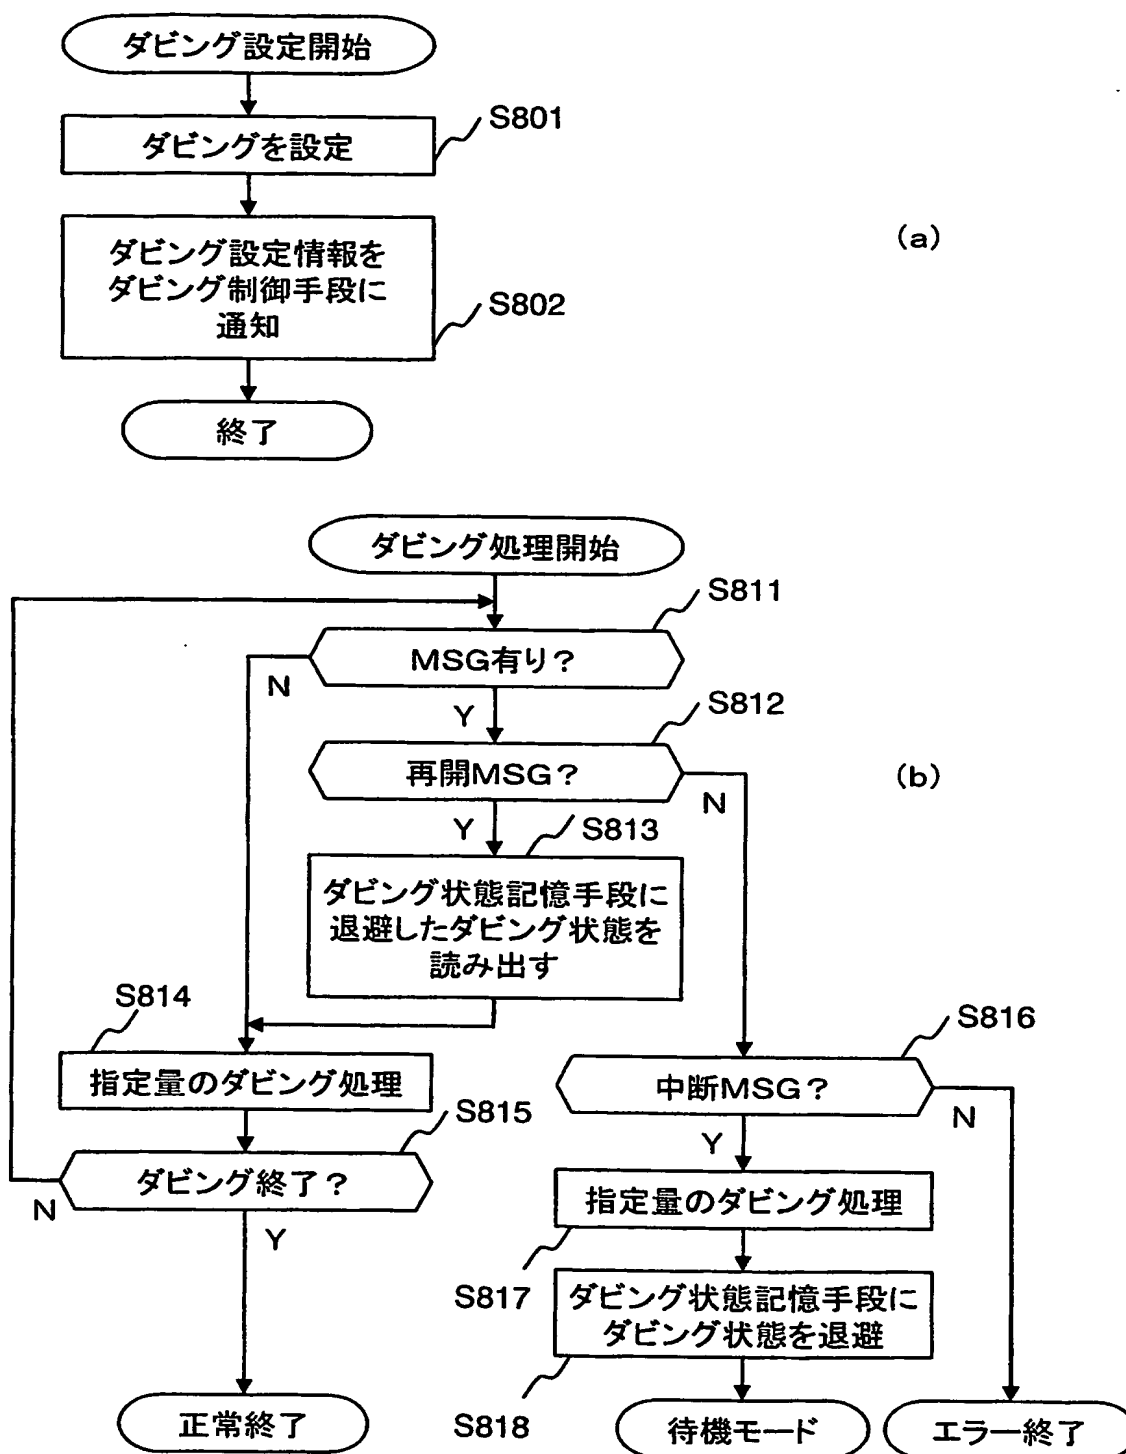 ダビング設定開始
S801
ダビングを設定
(a)
ダビング設定情報を
ダビング制御手段に
通知
S802
終了
ダビング処理開始
S811
MSG有り?
N
Y
S812
再開MSG?
(b)
N
Y
S813
ダビング状態記憶手段に
退避したダビング状態を
読み出す
S814
S816
指定量のダビング処理
中断MSG?
S815
N
Y
ダビング終了?
N
Y
指定量のダビング処理
S817
ダビング状態記憶手段に
ダビング状態を退避
S818
正常終了
待機モード
エラー終了